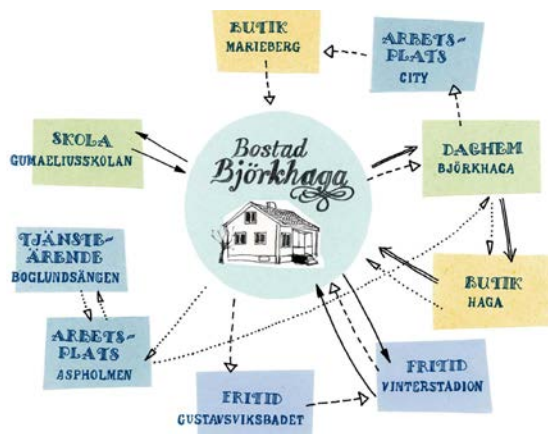 BUTIK
MARIEBERG
ARBETS-
PLATS
CITY
SKOLA
GUMAELIUSSKOLAN
Bostad
Björkhaga
DAGHEM
BJÖRKHAGA
TJÄNSTE-
ÄRENDE
BOGLUNDSÄNGEN
BUTIK
HAGA
ARBETS-
PLATS
ASPHOLMEN
FRITID
GUSTAVSVIKSBADET
FRITID
VINTERSTADION